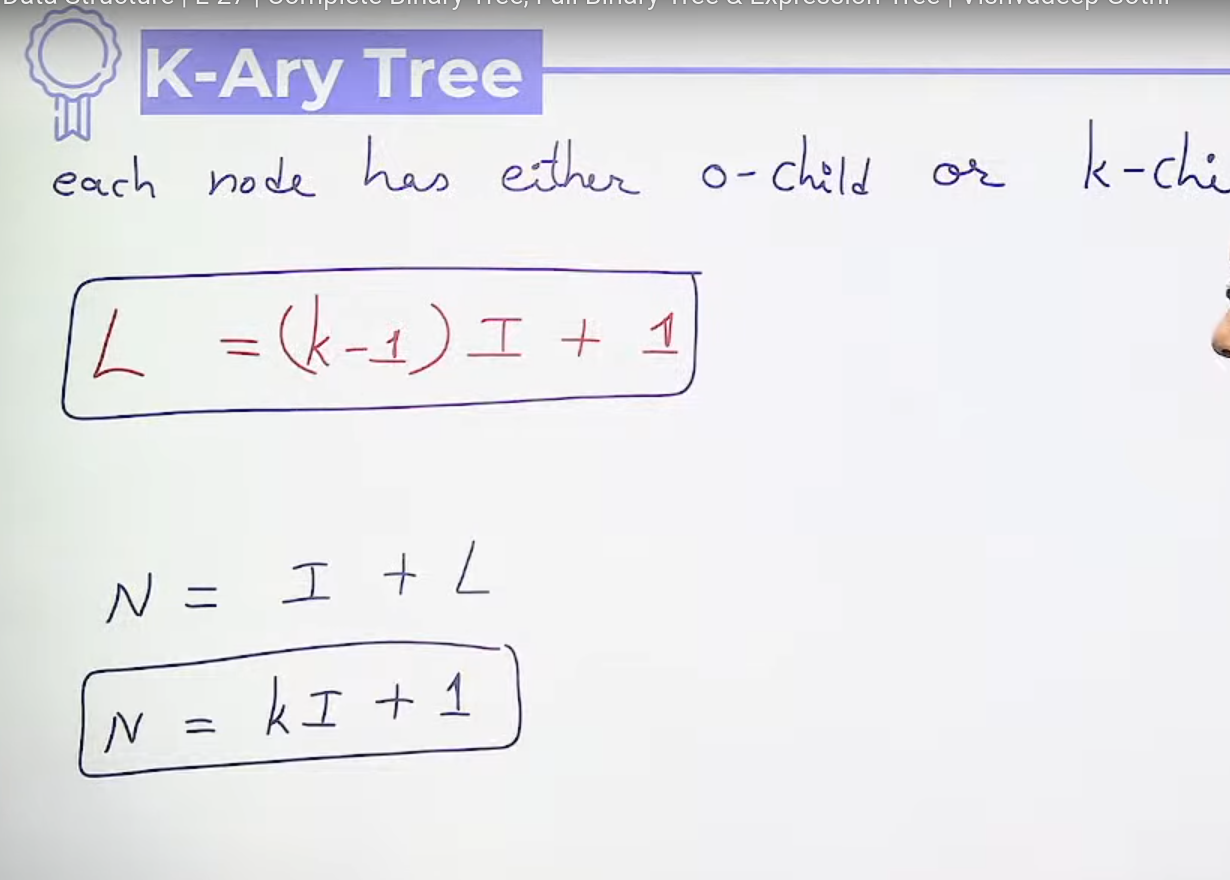 Data Structure | L 27 | Complete Binary Tree, Full Binary Tree & Expression Tree | Vishvadeep Gothi
K-Ary Tree
each node has either 0-child or k-chi
L = (k-1) I + 1
N = I + L
N = kI + 1